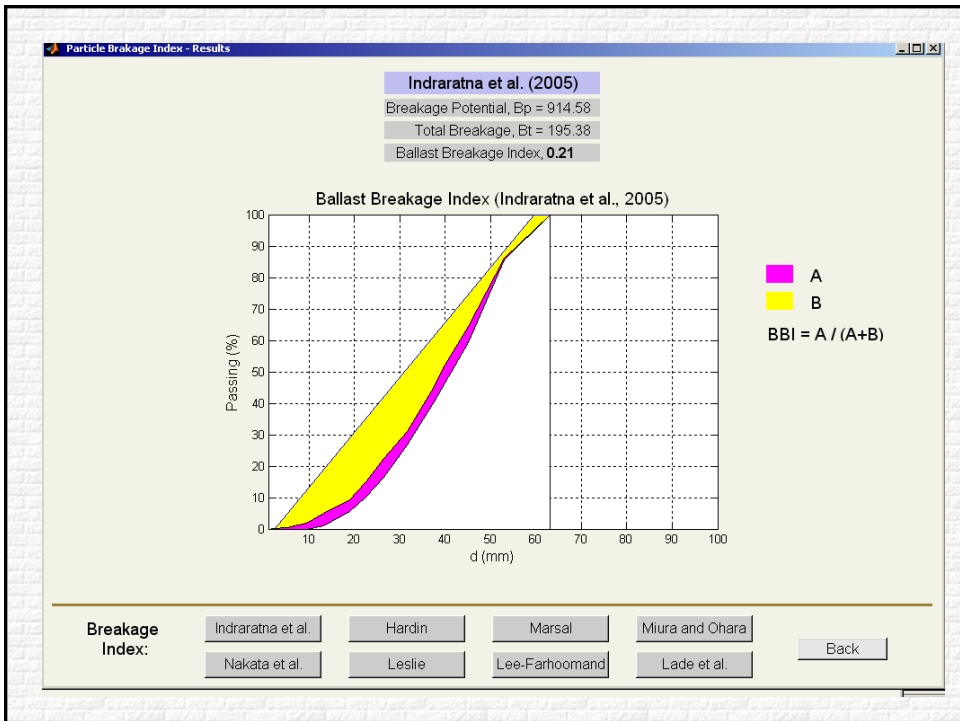 Particle Brakage Index - Results
Indraratna et al. (2005)
Breakage Potential, Bp = 914.58
Total Breakage, Bt = 195.38
Ballast Breakage Index, 0.21
Ballast Breakage Index (Indraratna et al., 2005)
100
90
80
70
60
50
40
30
20
10
0
Passing (%)
10 20 30 40 50 60 70 80 90 100
d (mm)
A
B
BBI = A / (A+B)
Breakage
Index:
Indraratna et al. Hardin Marsal Miura and Ohara
Nakata et al. Leslie Lee-Farhoomand Lade et al.
Back